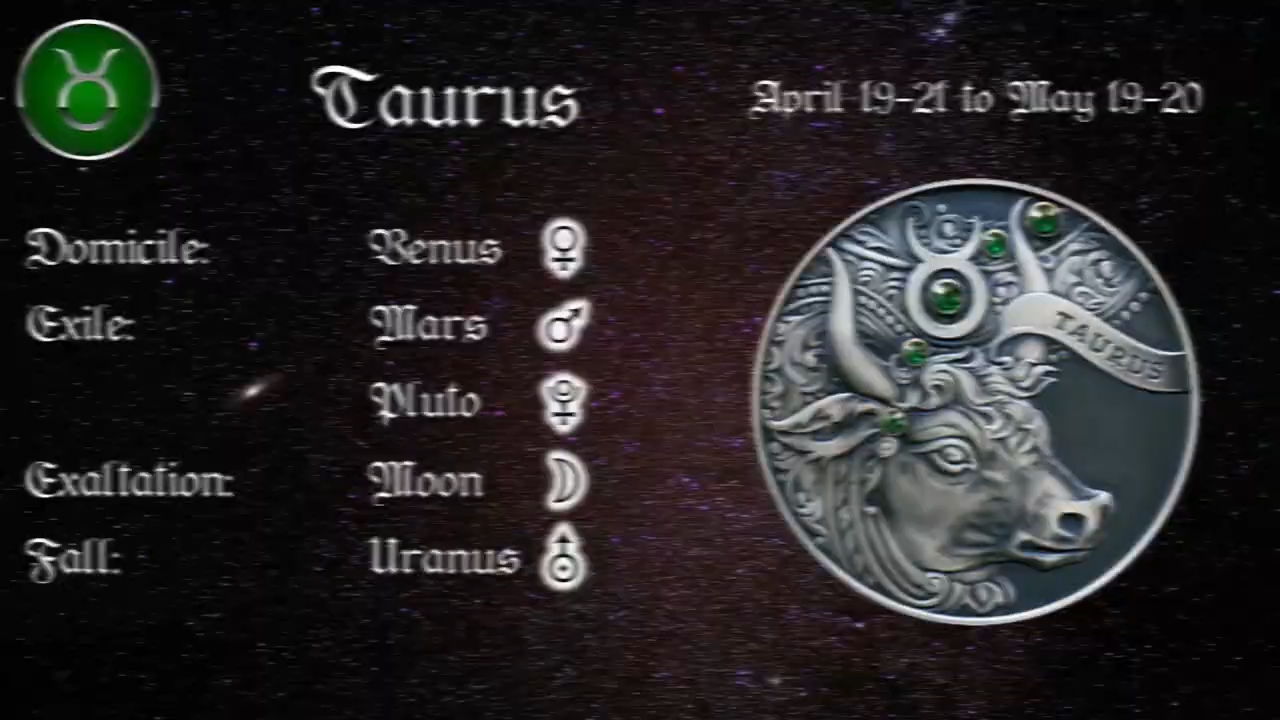 Taurus
April 19-21 to May 19-20
Domicile: Venus
Exile: Mars
Pluto
Exaltation: Moon
Fall: Uranus
TAURUS